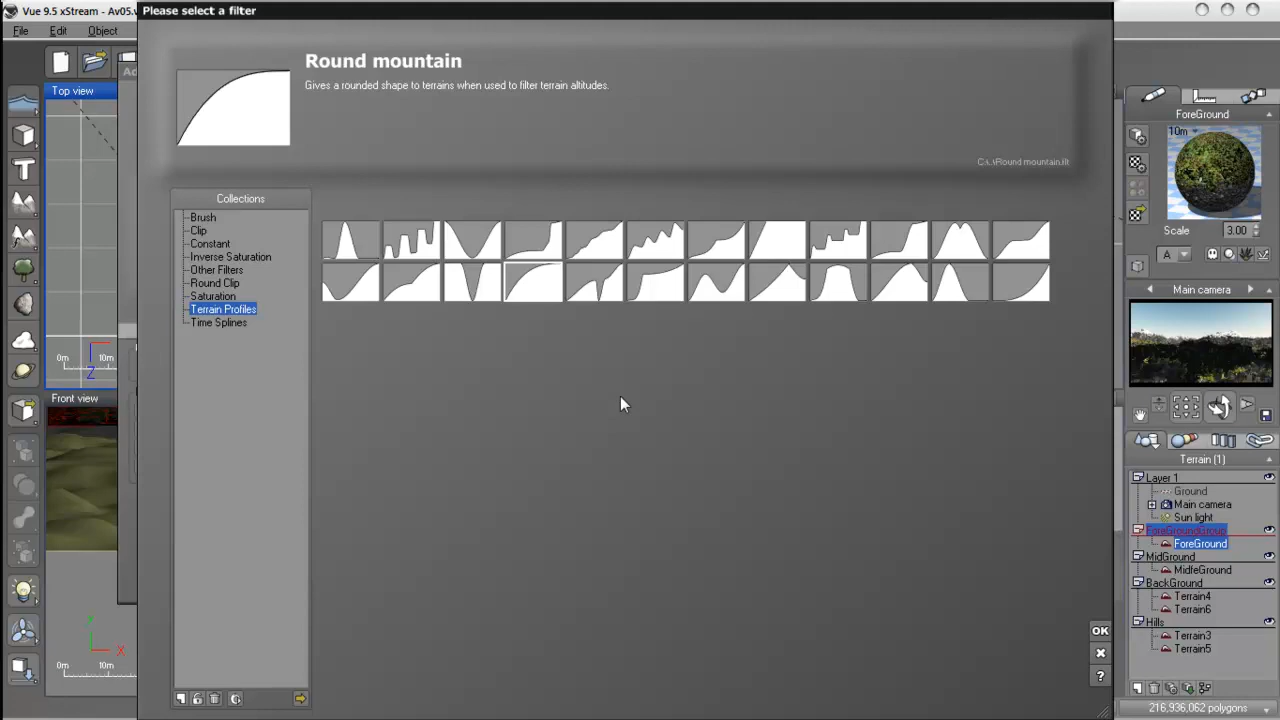 Vue 9.5 xStream - Av05.v
Please select a filter
File
Edit
Object
Round mountain
Gives a rounded shape to terrains when used to filter terrain altitudes.
C:\...\Round mountain.flt
Ad
Top view
0m
10m
Z
Front view
Y
X
0m
10m
Collections
Brush
Clip
Constant
Inverse Saturation
Other Filters
Round Clip
Saturation
Terrain Profiles
Time Splines
OK
?
ForeGround
10m
Scale
3.00
A
Main camera
Terrain (1)
Layer 1
Ground
Main camera
Sun light
ForeGroundGroup
ForeGround
MidGround
MidfeGround
BackGround
Terrain4
Terrain6
Hills
Terrain3
Terrain5
216,936,062 polygons